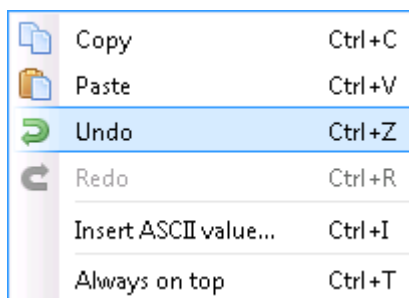 Copy Ctrl+C
Paste Ctrl+V
Undo Ctrl+Z
Redo Ctrl+R
Insert ASCII value... Ctrl+I
Always on top Ctrl+T